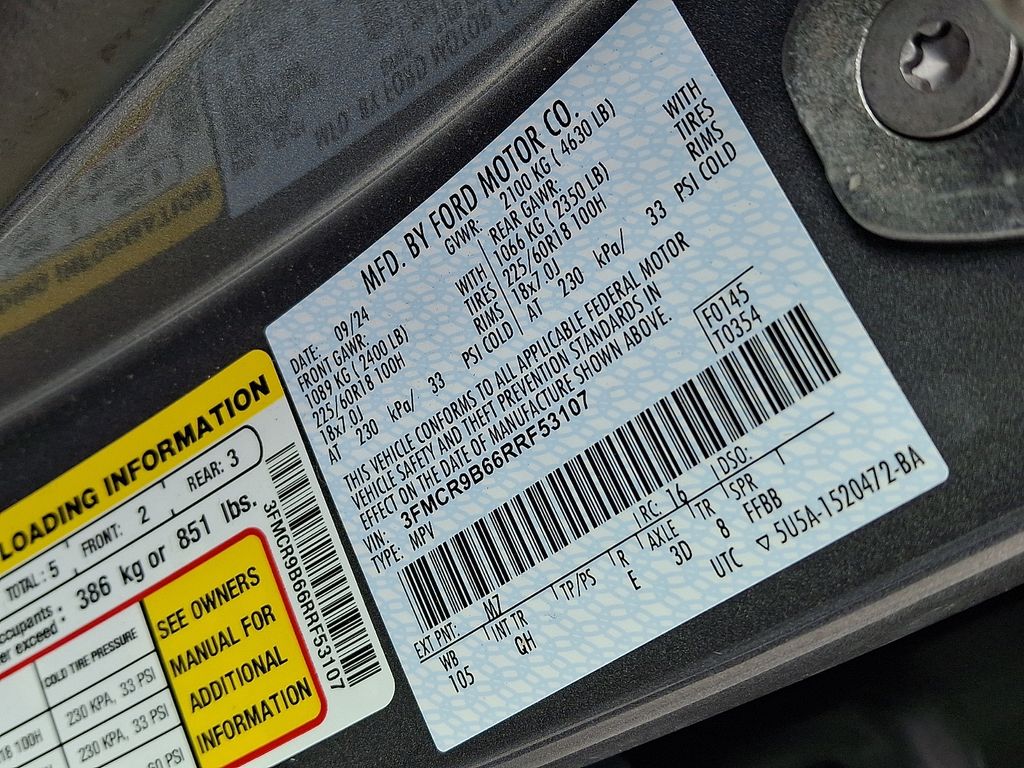 MFD. BY FORD MOTOR CO.
DATE: 09/24 GVWR: 2100 KG ( 4630 LB)
FRONT GAWR: REAR GAWR:
1089 KG ( 2400 LB) WITH 1066 KG ( 2350 LB) WITH
225/60R18 100H TIRES 225/60R18 100H TIRES
18x7.0J RIMS 18x7.0J RIMS
AT 230 kPa/ 33 PSI COLD AT 230 kPa/ 33 PSI COLD
THIS VEHICLE CONFORMS TO ALL APPLICABLE FEDERAL MOTOR
VEHICLE SAFETY AND THEFT PREVENTION STANDARDS IN
EFFECT ON THE DATE OF MANUFACTURE SHOWN ABOVE.
VIN: 3FMCR9B66RRF53107
TYPE: MPV
F0145
T0354
EXT PNT: M7 RC: 16 DSO:
WB INT TR TP/PS R AXLE TR SPR
105 QH E 3D 8 FFBB
UTC ▽ 5U5A-1520472-BA
LOADING INFORMATION
TOTAL: 5 FRONT: 2 REAR: 3
386 kg or 851 lbs.
COLD TIRE PRESSURE
18 100H 230 KPA, 33 PSI
230 KPA, 33 PSI
PSI
SEE OWNERS
MANUAL FOR
ADDITIONAL
INFORMATION
3FMCR9B66RRF53107